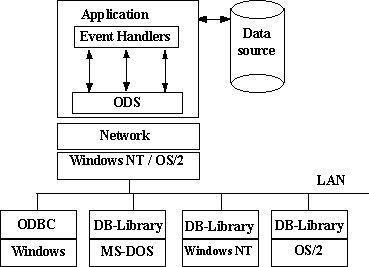 Application
Event Handlers
Data
source
ODS
Network
Windows NT / OS/2
LAN
ODBC
DB-Library
DB-Library
DB-Library
Windows
MS-DOS
Windows NT
OS/2